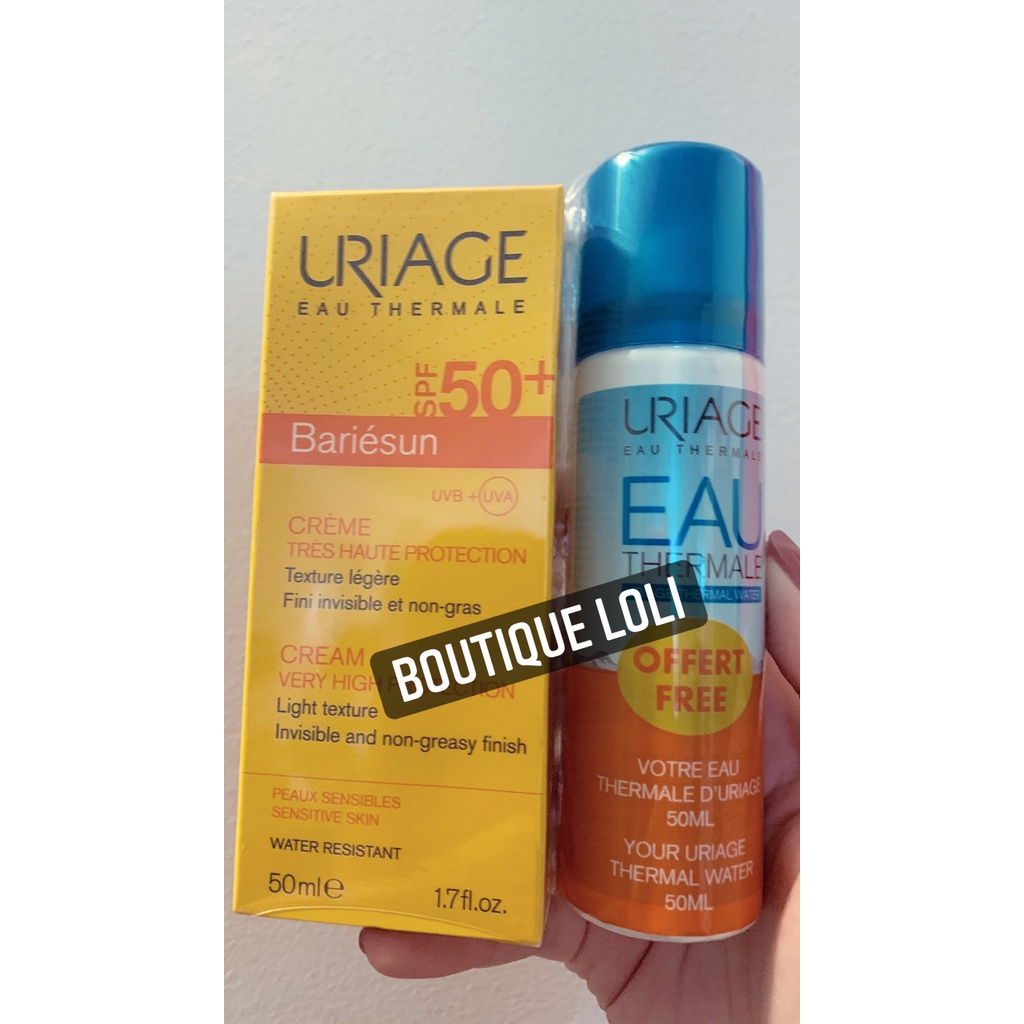 URIAGE
EAU THERMALE
SPF 50+
Bariésun
UVB + UVA
CRÈME
TRÈS HAUTE PROTECTION
Texture légère
Fini invisible et non-gras
CREAM
VERY HIGH
Light texture
Invisible and non-greasy finish
PEAUX SENSIBLES
SENSITIVE SKIN
WATER RESISTANT
50ml e
1.7fl.oz.
BOUTIQUE LOLI
URIAGE
EAU THERMALE
EAU
THERMALE
THERMAL WATER
OFFERT
FREE
VOTRE EAU
THERMALE D'URIAGE
50ML
YOUR URIAGE
THERMAL WATER
50ML